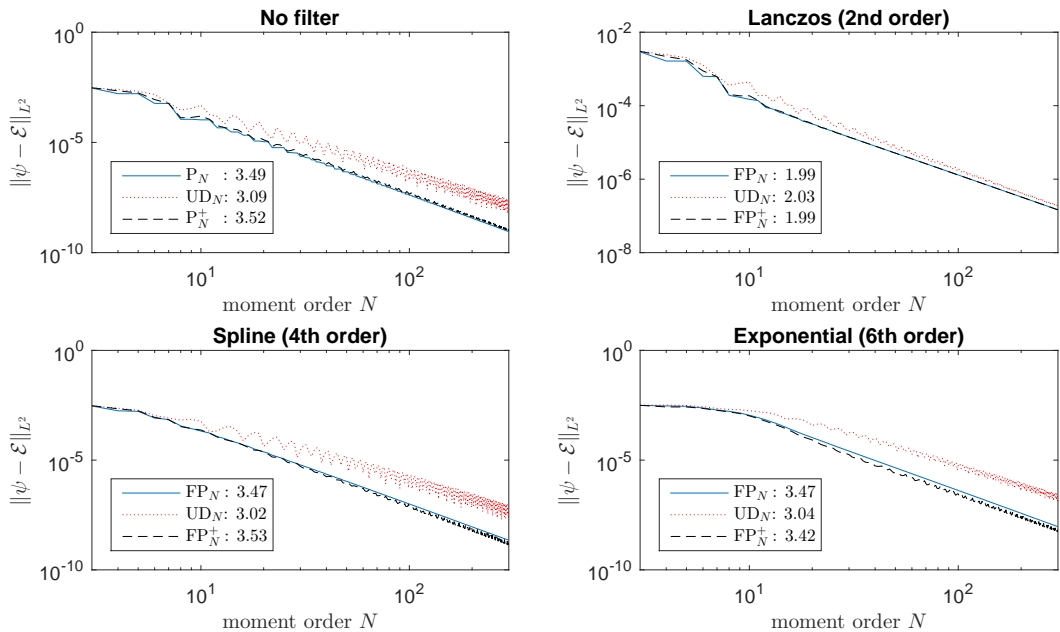 No filter
10^0
10^-5
10^-10
‖ψ − ℰ‖_{L^2}
P_N : 3.49
UD_N: 3.09
P_N^+ : 3.52
10^1
10^2
moment order N
Lanczos (2nd order)
10^-2
10^-4
10^-6
10^-8
‖ψ − ℰ‖_{L^2}
FP_N : 1.99
UD_N: 2.03
FP_N^+ : 1.99
10^1
10^2
moment order N
Spline (4th order)
10^0
10^-5
10^-10
‖ψ − ℰ‖_{L^2}
FP_N : 3.47
UD_N: 3.02
FP_N^+ : 3.53
10^1
10^2
moment order N
Exponential (6th order)
10^0
10^-5
10^-10
‖ψ − ℰ‖_{L^2}
FP_N : 3.47
UD_N: 3.04
FP_N^+ : 3.42
10^1
10^2
moment order N